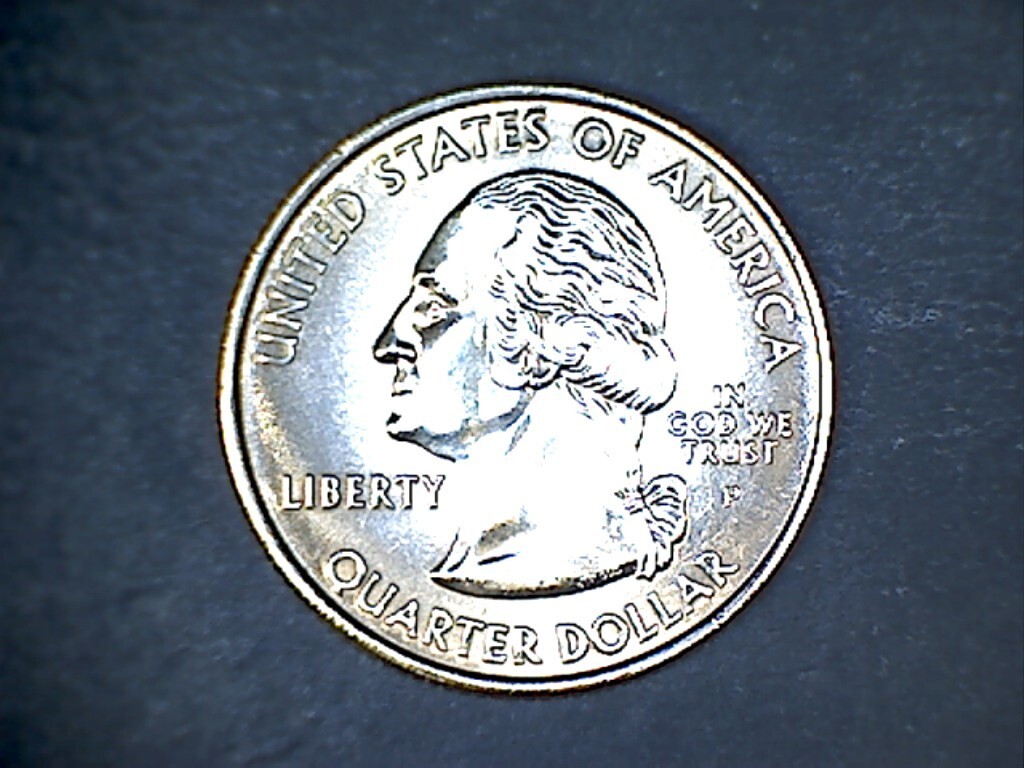 UNITED STATES OF AMERICA
IN
GOD WE
TRUST
LIBERTY
P
QUARTER DOLLAR